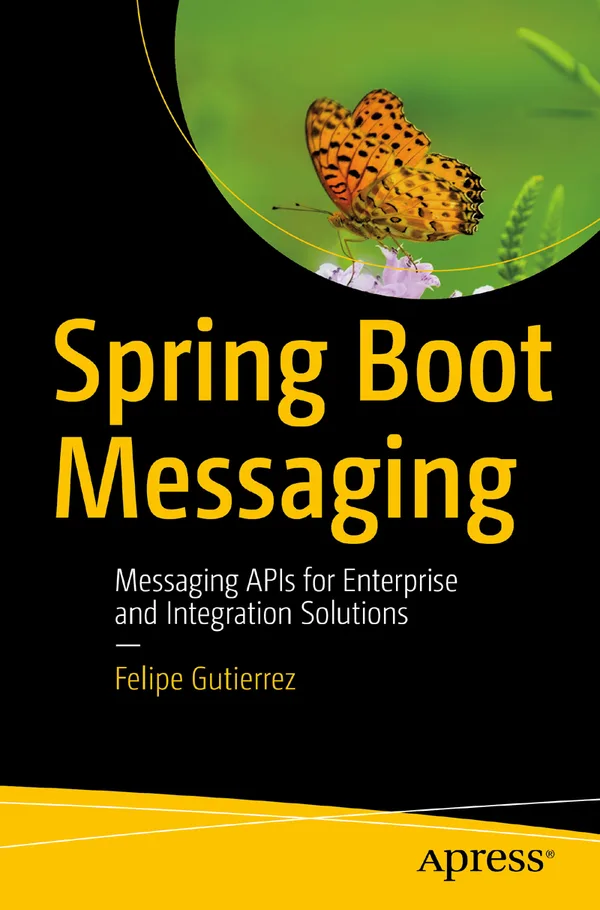 Spring Boot
Messaging
Messaging APIs for Enterprise
and Integration Solutions
—
Felipe Gutierrez
Apress®